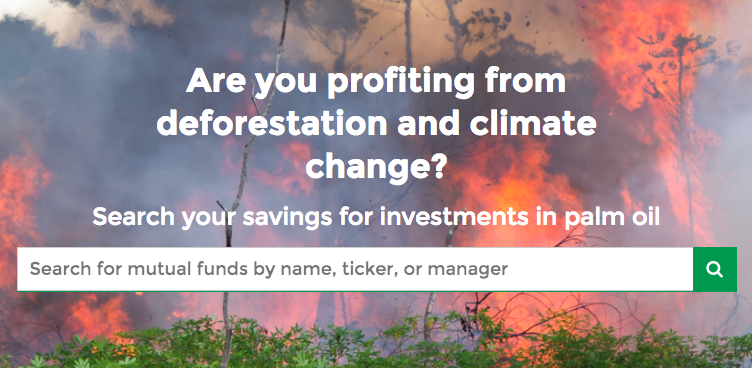 Are you profiting from
deforestation and climate
change?
Search your savings for investments in palm oil
Search for mutual funds by name, ticker, or manager